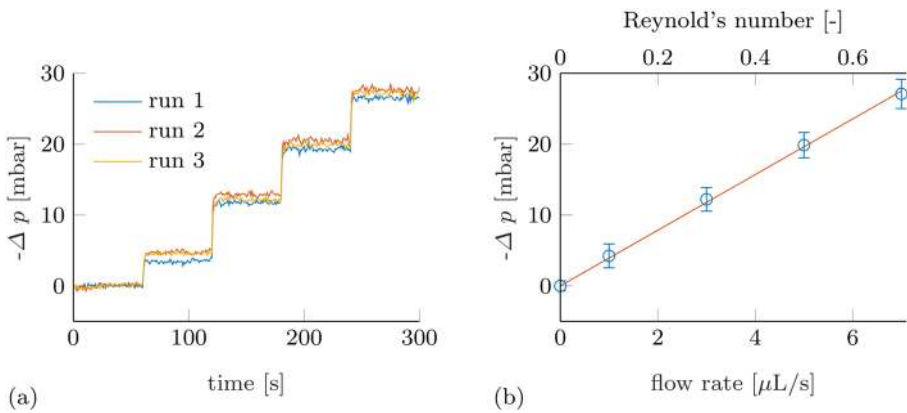 Reynold's number [-]
0 0.2 0.4 0.6
30
20
10
0
-Δ p [mbar]
run 1
run 2
run 3
0 100 200 300
time [s]
(a)
30
20
10
0
-Δ p [mbar]
0 2 4 6
flow rate [μL/s]
(b)